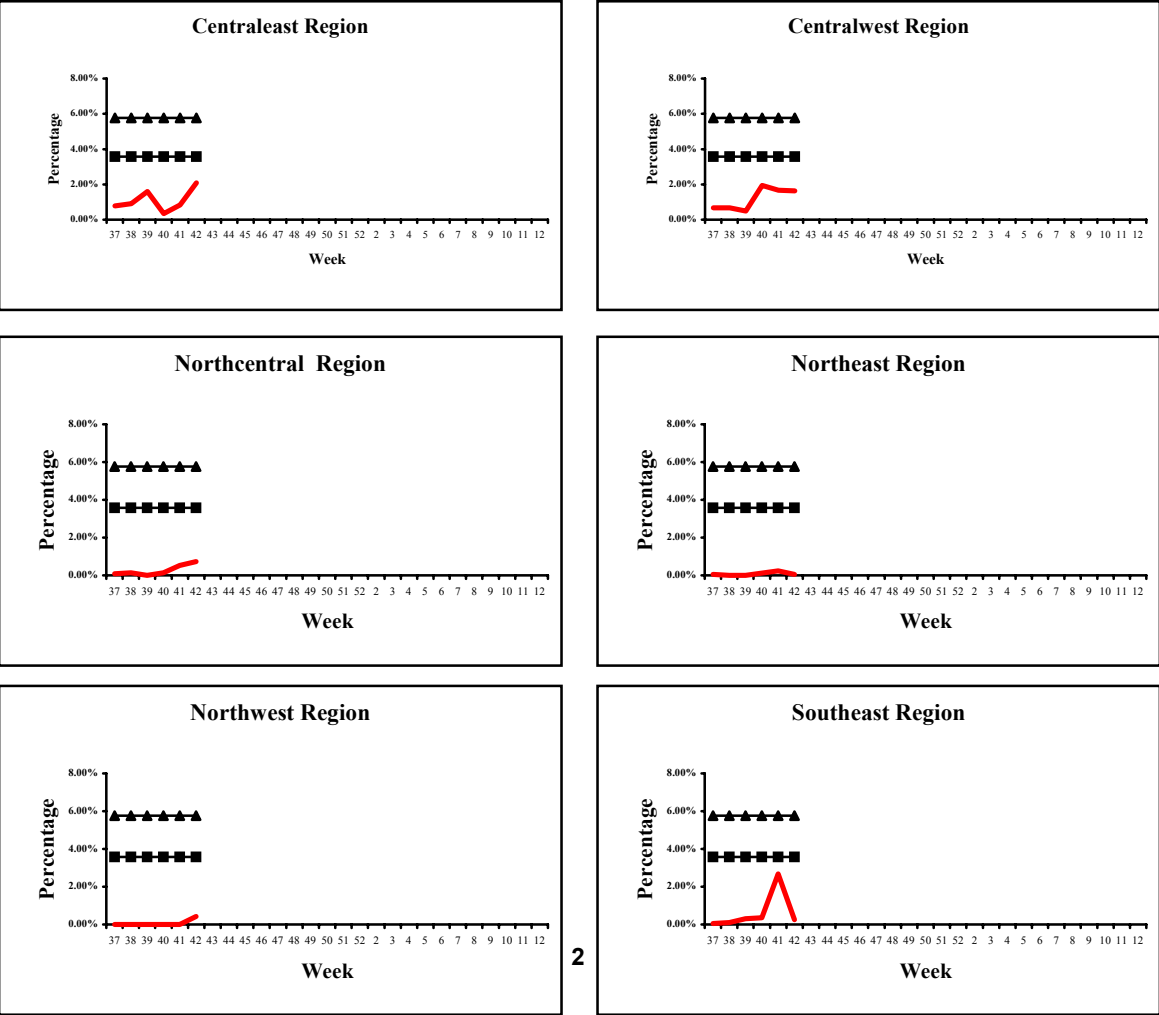 Centraleast Region
8.00%
6.00%
4.00%
2.00%
0.00%
Percentage
37 38 39 40 41 42 43 44 45 46 47 48 49 50 51 52 2 3 4 5 6 7 8 9 10 11 12
Week
Centralwest Region
8.00%
6.00%
4.00%
2.00%
0.00%
Percentage
37 38 39 40 41 42 43 44 45 46 47 48 49 50 51 52 2 3 4 5 6 7 8 9 10 11 12
Week
Northcentral Region
8.00%
6.00%
4.00%
2.00%
0.00%
Percentage
37 38 39 40 41 42 43 44 45 46 47 48 49 50 51 52 2 3 4 5 6 7 8 9 10 11 12
Week
Northeast Region
8.00%
6.00%
4.00%
2.00%
0.00%
Percentage
37 38 39 40 41 42 43 44 45 46 47 48 49 50 51 52 2 3 4 5 6 7 8 9 10 11 12
Week
Northwest Region
8.00%
6.00%
4.00%
2.00%
0.00%
Percentage
37 38 39 40 41 42 43 44 45 46 47 48 49 50 51 52 2 3 4 5 6 7 8 9 10 11 12
Week
Southeast Region
8.00%
6.00%
4.00%
2.00%
0.00%
Percentage
37 38 39 40 41 42 43 44 45 46 47 48 49 50 51 52 2 3 4 5 6 7 8 9 10 11 12
Week
2